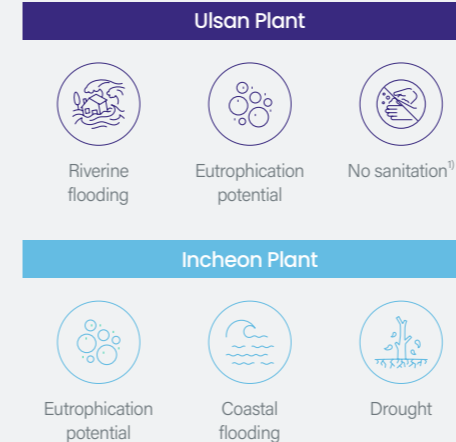 Ulsan Plant
Riverine
flooding
Eutrophication
potential
No sanitation¹⁾
Incheon Plant
Eutrophication
potential
Coastal
flooding
Drought